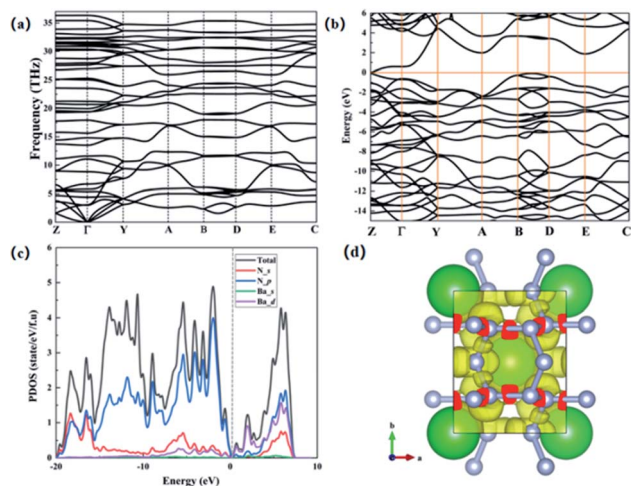 (a)
35
30
25
20
15
10
5
0
Frequency (THz)
Z Γ Y A B D E C
(b)
6
4
2
0
-2
-4
-6
-8
-10
-12
-14
Energy (eV)
Z Γ Y A B D E C
(c)
Total
N_s
N_p
Ba_s
Ba_d
6
5
4
3
2
1
0
PDOS (state/eV/f.u)
-20 -10 0 10
Energy (eV)
(d)
b
a